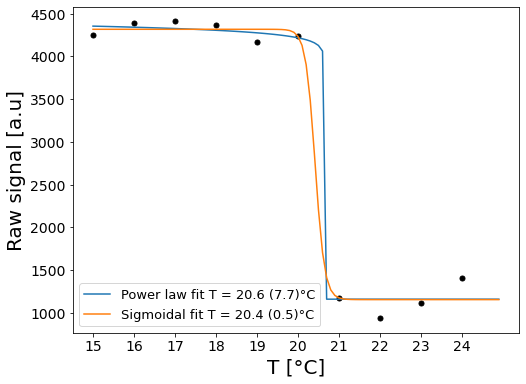 4500
4000
3500
3000
2500
2000
1500
1000
Raw signal [a.u]
Power law fit T = 20.6 (7.7)°C
Sigmoidal fit T = 20.4 (0.5)°C
15 16 17 18 19 20 21 22 23 24
T [°C]